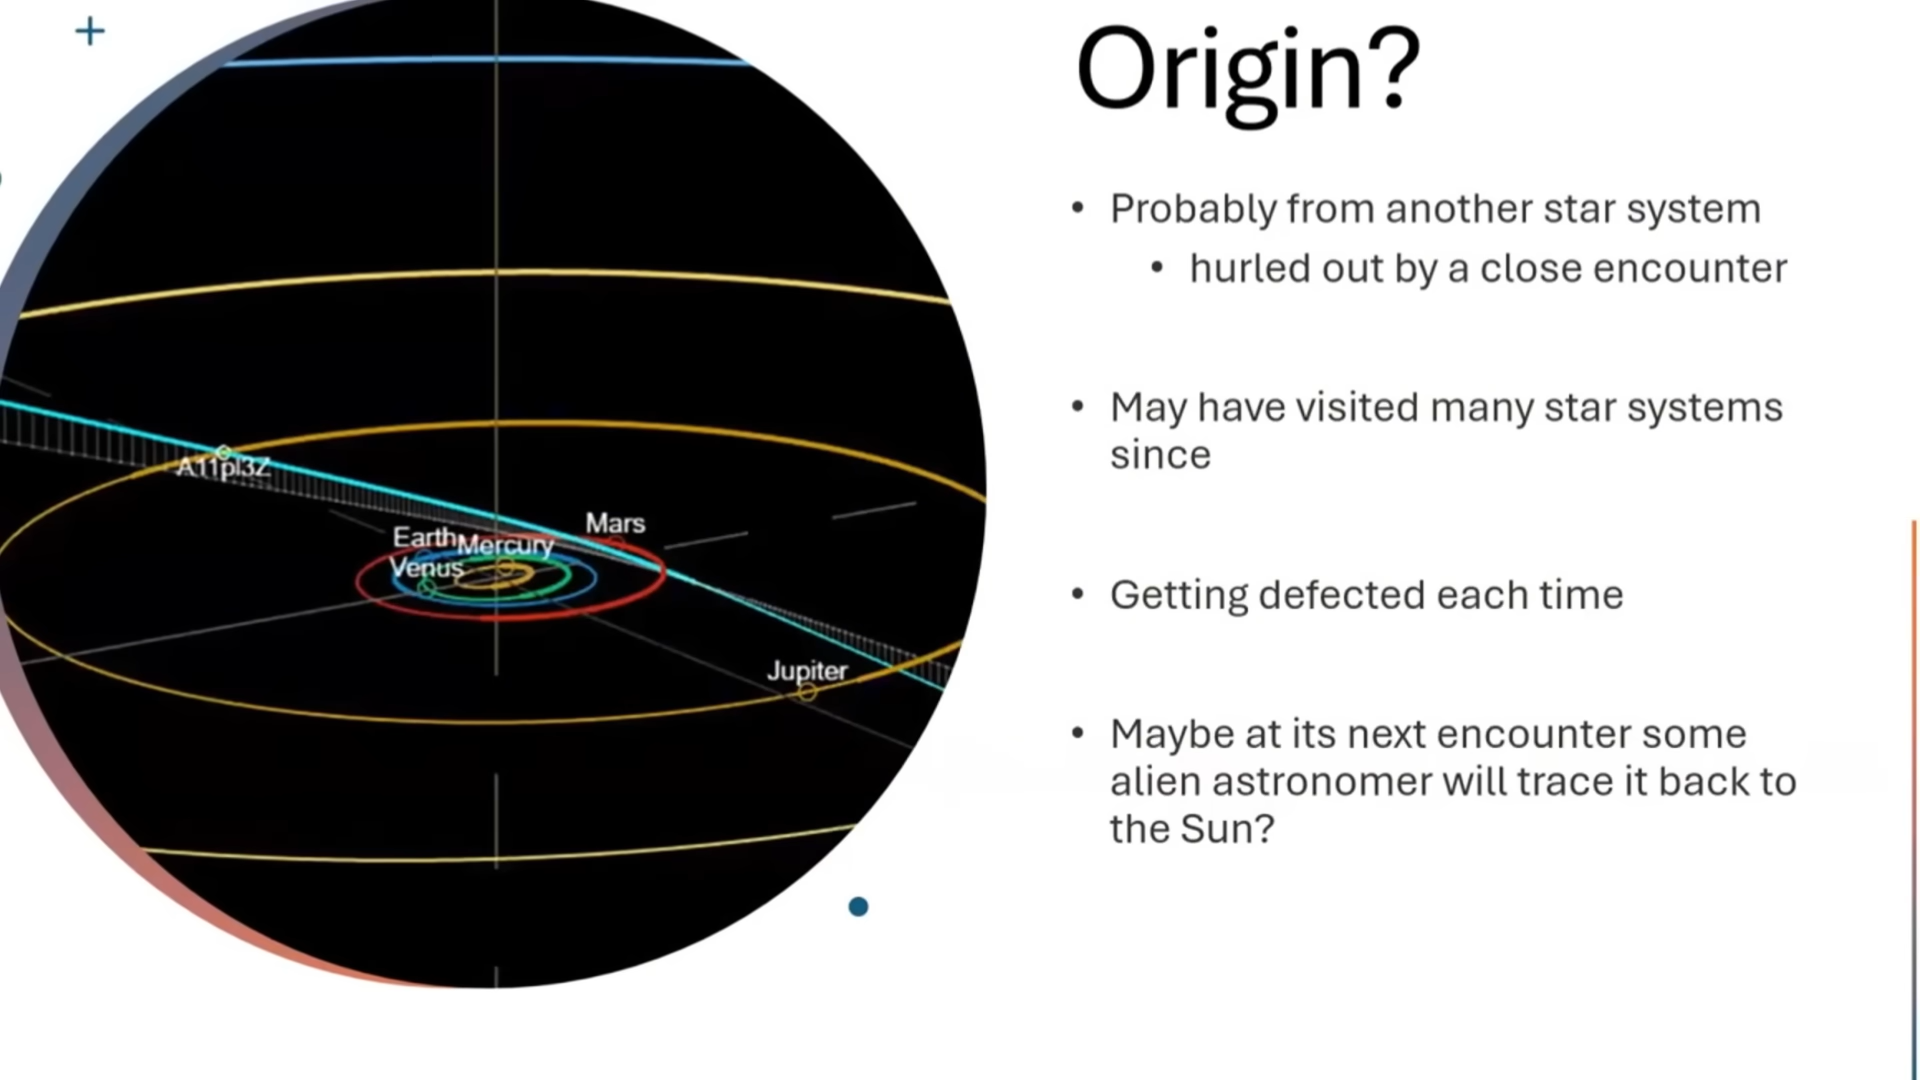 Origin?
• Probably from another star system
• hurled out by a close encounter
• May have visited many star systems
since
• Getting defected each time
• Maybe at its next encounter some
alien astronomer will trace it back to
the Sun?
A11pl3Z
Mars
Earth
Mercury
Venus
Jupiter